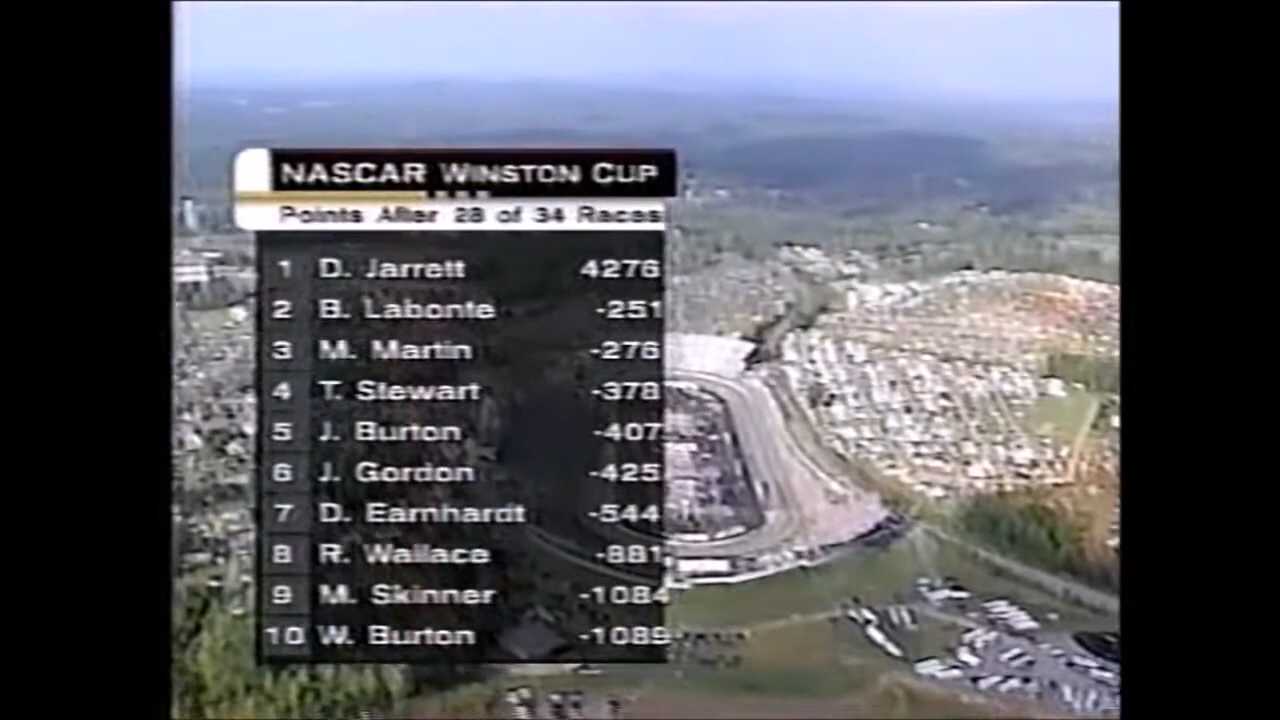 NASCAR WINSTON CUP
Points After 28 of 34 Races
1 D. Jarrett 4276
2 B. Labonte -251
3 M. Martin -276
4 T. Stewart -378
5 J. Burton -407
6 J. Gordon -425
7 D. Earnhardt -544
8 R. Wallace -881
9 M. Skinner -1084
10 W. Burton -1089